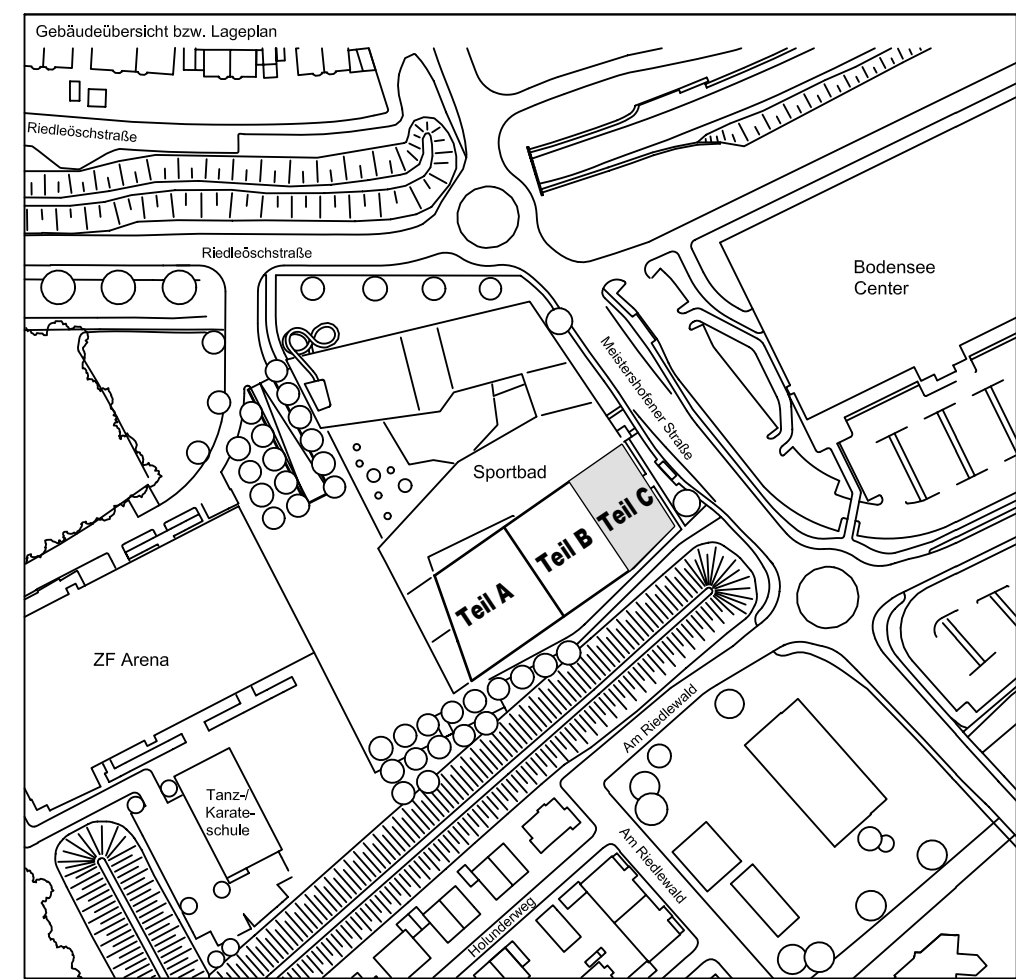 Gebäudeübersicht bzw. Lageplan
Riedleöschstraße
Riedleöschstraße
Bodensee
Center
Meistershofener Straße
Sportbad
Teil C
Teil B
Teil A
ZF Arena
Am Riedlewald
Tanz-/
Karate-
schule
Am Riedlewald
Holunderweg